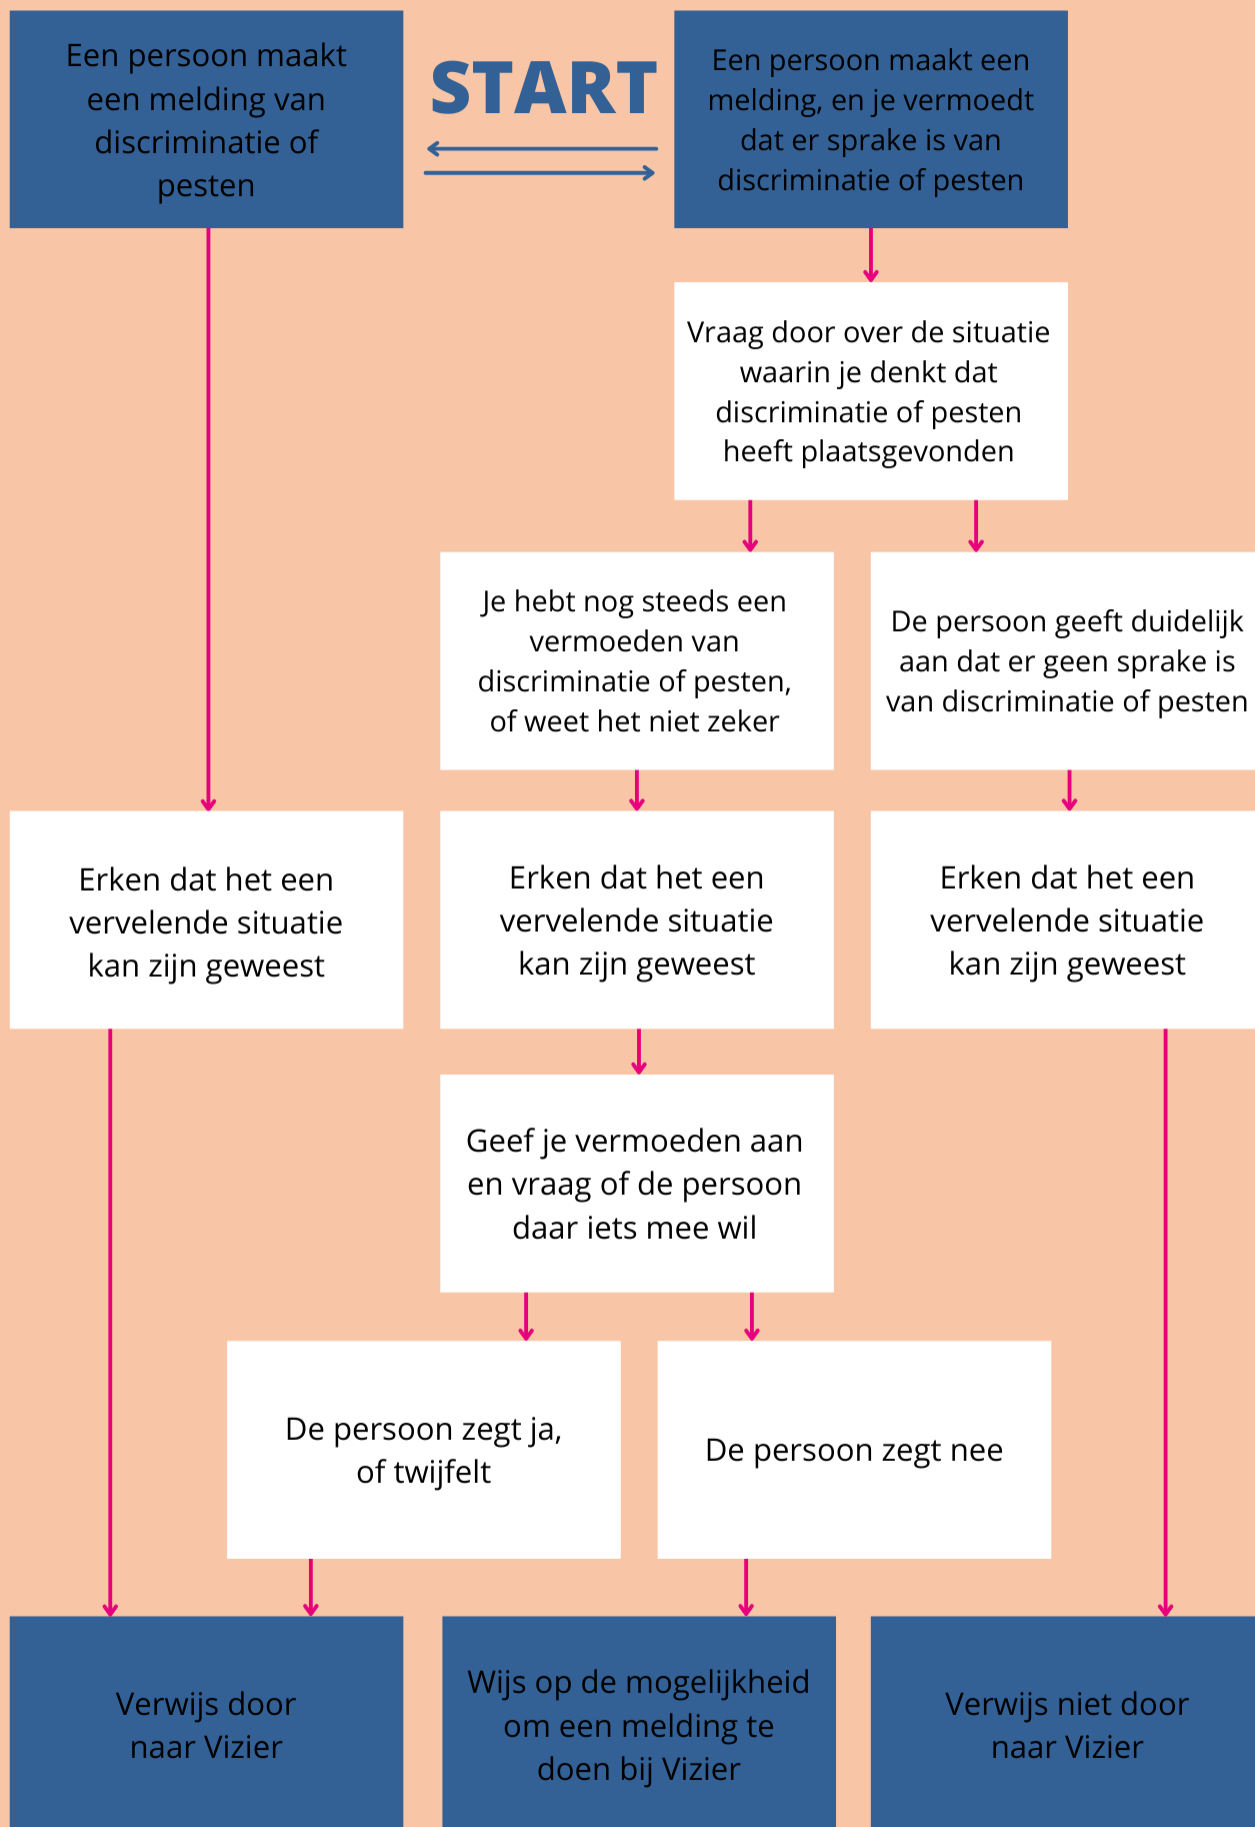 Een persoon maakt
een melding van
discriminatie of
pesten
START
Een persoon maakt een
melding, en je vermoedt
dat er sprake is van
discriminatie of pesten
Vraag door over de situatie
waarin je denkt dat
discriminatie of pesten
heeft plaatsgevonden
Je hebt nog steeds een
vermoeden van
discriminatie of pesten,
of weet het niet zeker
De persoon geeft duidelijk
aan dat er geen sprake is
van discriminatie of pesten
Erken dat het een
vervelende situatie
kan zijn geweest
Erken dat het een
vervelende situatie
kan zijn geweest
Erken dat het een
vervelende situatie
kan zijn geweest
Geef je vermoeden aan
en vraag of de persoon
daar iets mee wil
De persoon zegt ja,
of twijfelt
De persoon zegt nee
Verwijs door
naar Vizier
Wijs op de mogelijkheid
om een melding te
doen bij Vizier
Verwijs niet door
naar Vizier